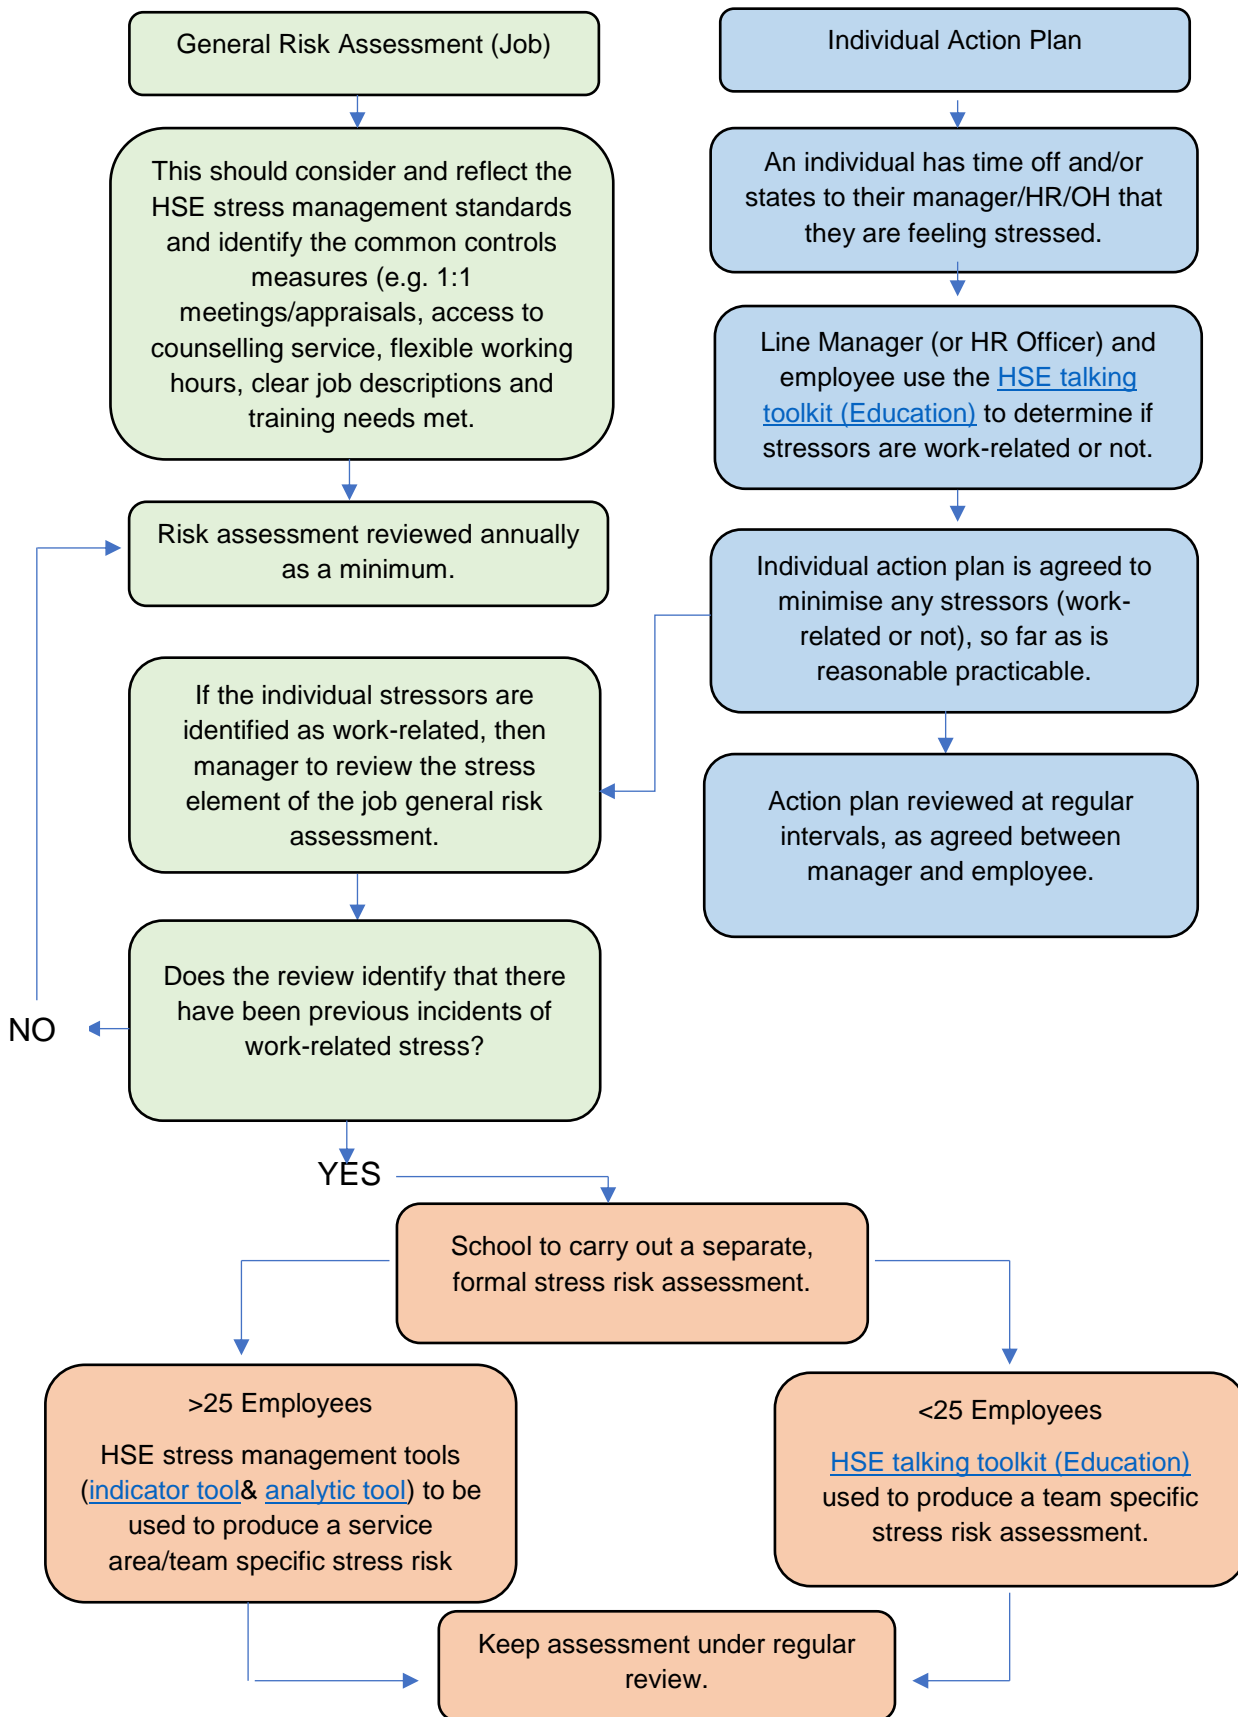 General Risk Assessment (Job)
This should consider and reflect the
HSE stress management standards
and identify the common controls
measures (e.g. 1:1
meetings/appraisals, access to
counselling service, flexible working
hours, clear job descriptions and
training needs met.
Risk assessment reviewed annually
as a minimum.
Individual Action Plan
An individual has time off and/or
states to their manager/HR/OH that
they are feeling stressed.
Line Manager (or HR Officer) and
employee use the HSE talking
toolkit (Education) to determine if
stressors are work-related or not.
Individual action plan is agreed to
minimise any stressors (work-
related or not), so far as is
reasonable practicable.
Action plan reviewed at regular
intervals, as agreed between
manager and employee.
If the individual stressors are
identified as work-related, then
manager to review the stress
element of the job general risk
assessment.
Does the review identify that there
have been previous incidents of
work-related stress?
NO
YES
School to carry out a separate,
formal stress risk assessment.
>25 Employees
HSE stress management tools
(indicator tool& analytic tool) to be
used to produce a service
area/team specific stress risk
<25 Employees
HSE talking toolkit (Education)
used to produce a team specific
stress risk assessment.
Keep assessment under regular
review.